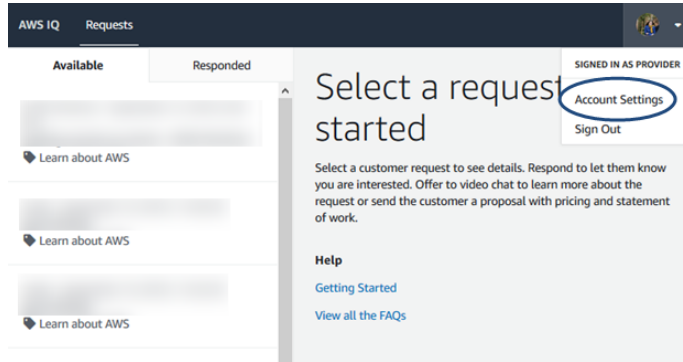 AWS IQ Requests
SIGNED IN AS PROVIDER
Account Settings
Sign Out
Available Responded
Learn about AWS
Learn about AWS
Learn about AWS
Select a request
started
Select a customer request to see details. Respond to let them know
you are interested. Offer to video chat to learn more about the
request or send the customer a proposal with pricing and statement
of work.
Help
Getting Started
View all the FAQs